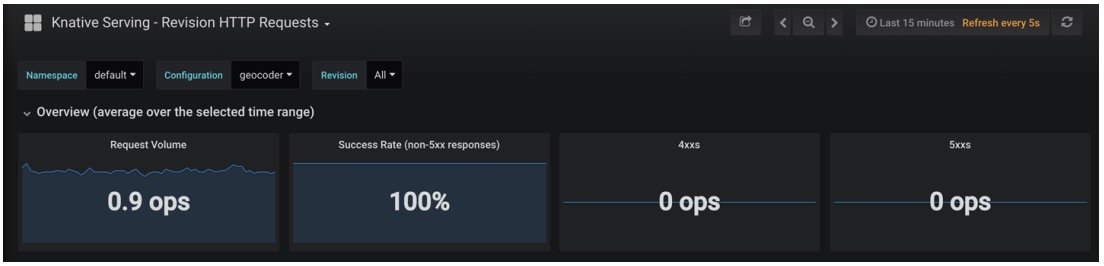 Knative Serving - Revision HTTP Requests
Last 15 minutes Refresh every 5s
Namespace default Configuration geocoder Revision All
Overview (average over the selected time range)
Request Volume
0.9 ops
Success Rate (non-5xx responses)
100%
4xxs
0 ops
5xxs
0 ops